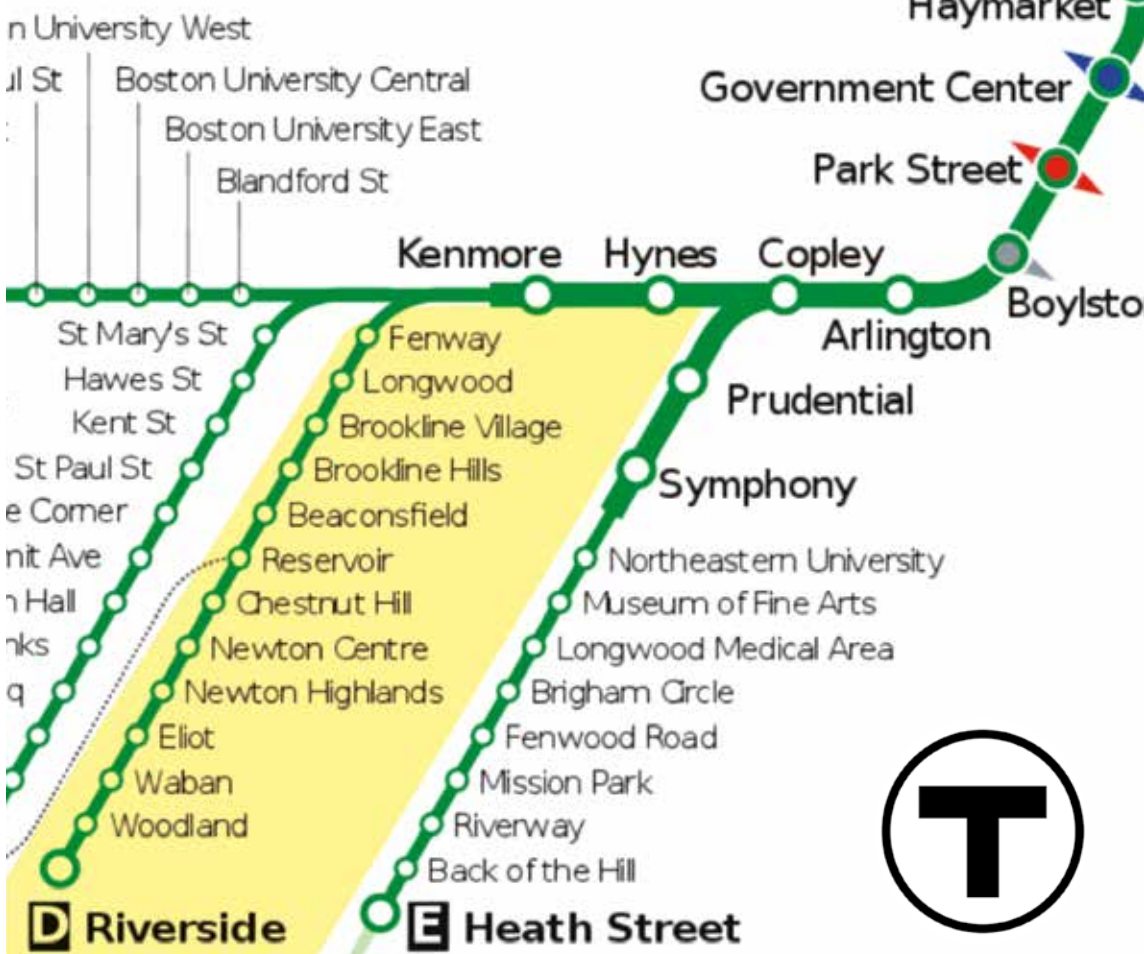 Haymarket
n University West
Government Center
ul St
Boston University Central
Boston University East
Park Street
Blandford St
Kenmore
Hynes
Copley
Boylsto
Arlington
St Mary's St
Fenway
Hawes St
Longwood
Prudential
Kent St
Brookline Village
St Paul St
Brookline Hills
Symphony
e Corner
Beaconsfield
nit Ave
Reservoir
Northeastern University
n Hall
Chestnut Hill
Museum of Fine Arts
nks
Newton Centre
Longwood Medical Area
q
Newton Highlands
Brigham Circle
Eliot
Fenwood Road
Waban
Mission Park
Woodland
Riverway
Back of the Hill
D Riverside
E Heath Street
T